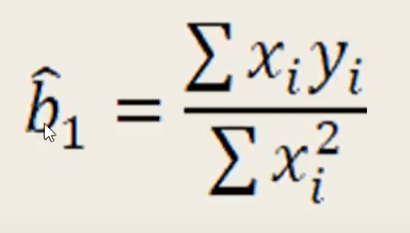 b̂₁ = ∑ xᵢyᵢ / ∑ xᵢ²